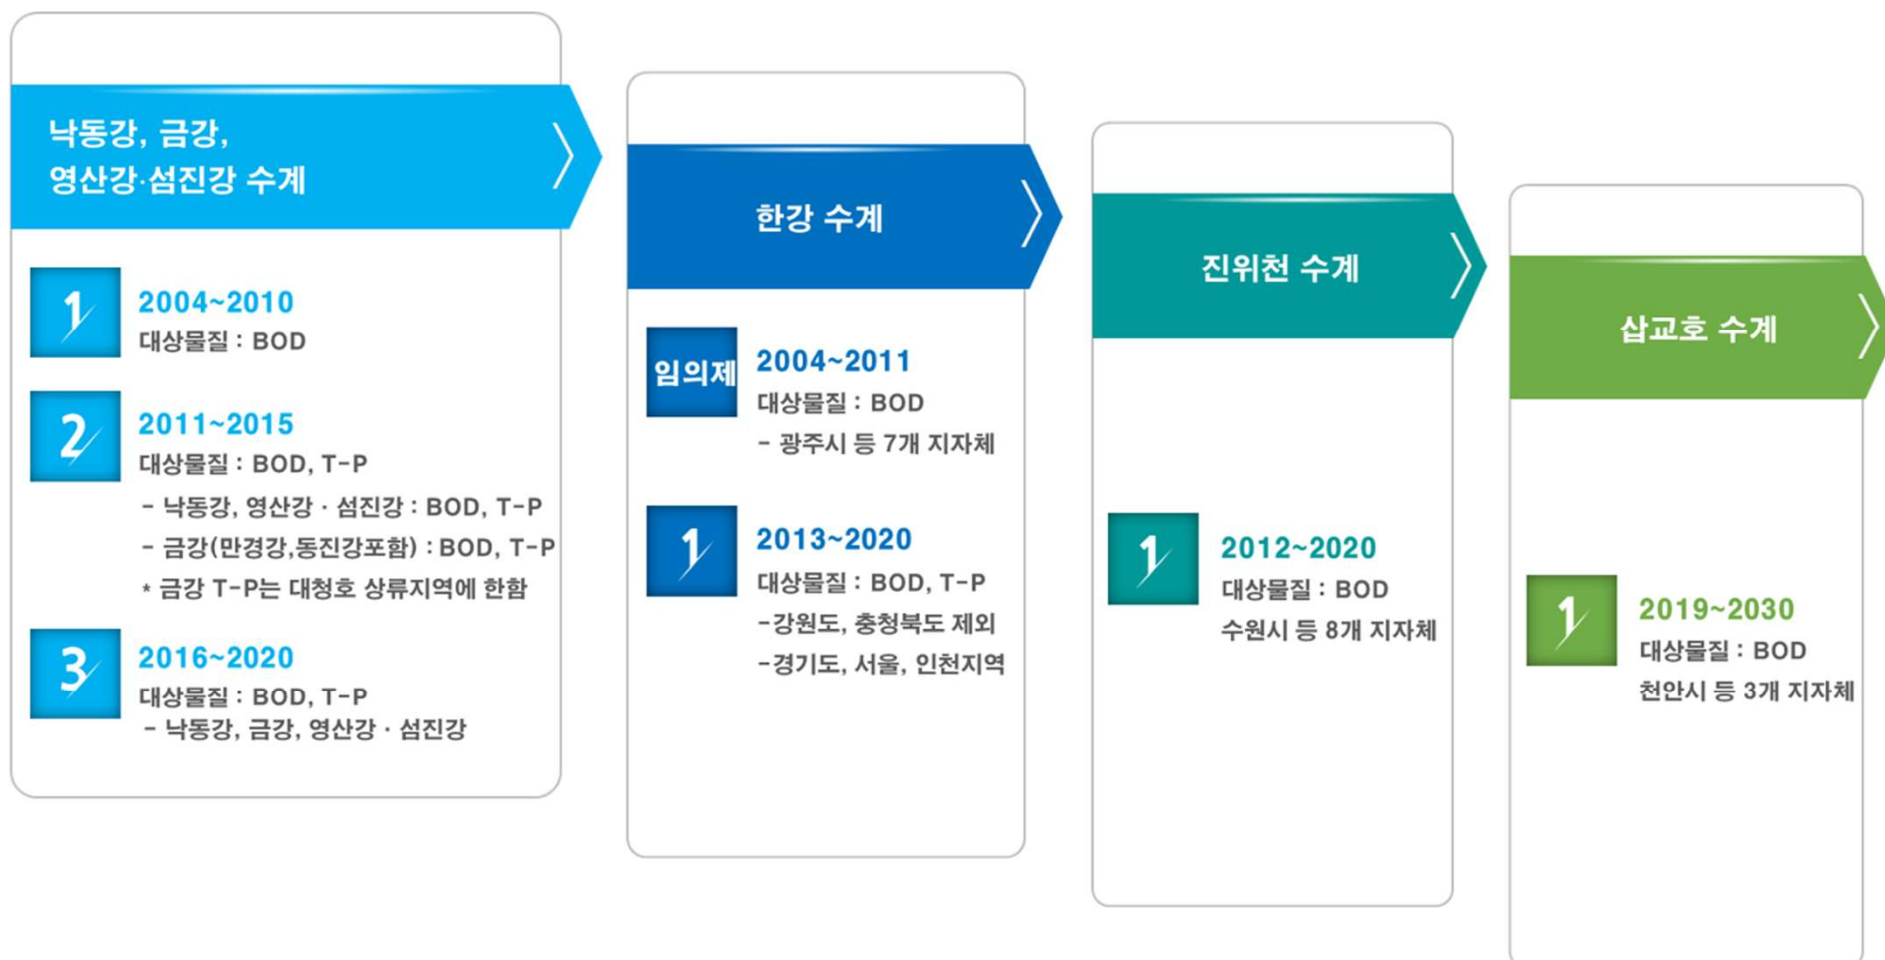 낙동강, 금강,
영산강·섬진강 수계
1
2004~2010
대상물질 : BOD
2
2011~2015
대상물질 : BOD, T-P
- 낙동강, 영산강 · 섬진강 : BOD, T-P
- 금강(만경강,동진강포함) : BOD, T-P
* 금강 T-P는 대청호 상류지역에 한함
3
2016~2020
대상물질 : BOD, T-P
- 낙동강, 금강, 영산강 · 섬진강
한강 수계
임의제
2004~2011
대상물질 : BOD
- 광주시 등 7개 지자체
1
2013~2020
대상물질 : BOD, T-P
-강원도, 충청북도 제외
-경기도, 서울, 인천지역
진위천 수계
1
2012~2020
대상물질 : BOD
수원시 등 8개 지자체
삽교호 수계
1
2019~2030
대상물질 : BOD
천안시 등 3개 지자체